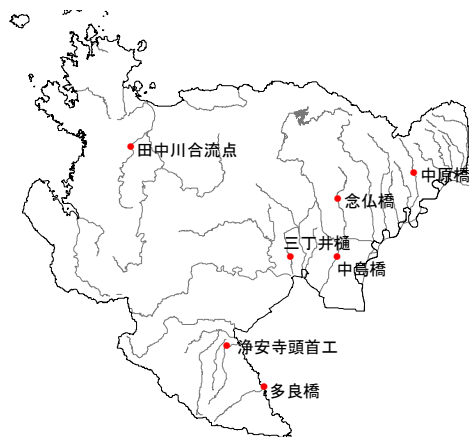 田中川合流点
中原橋
念仏橋
三丁井樋
中島橋
浄安寺頭首工
多良橋